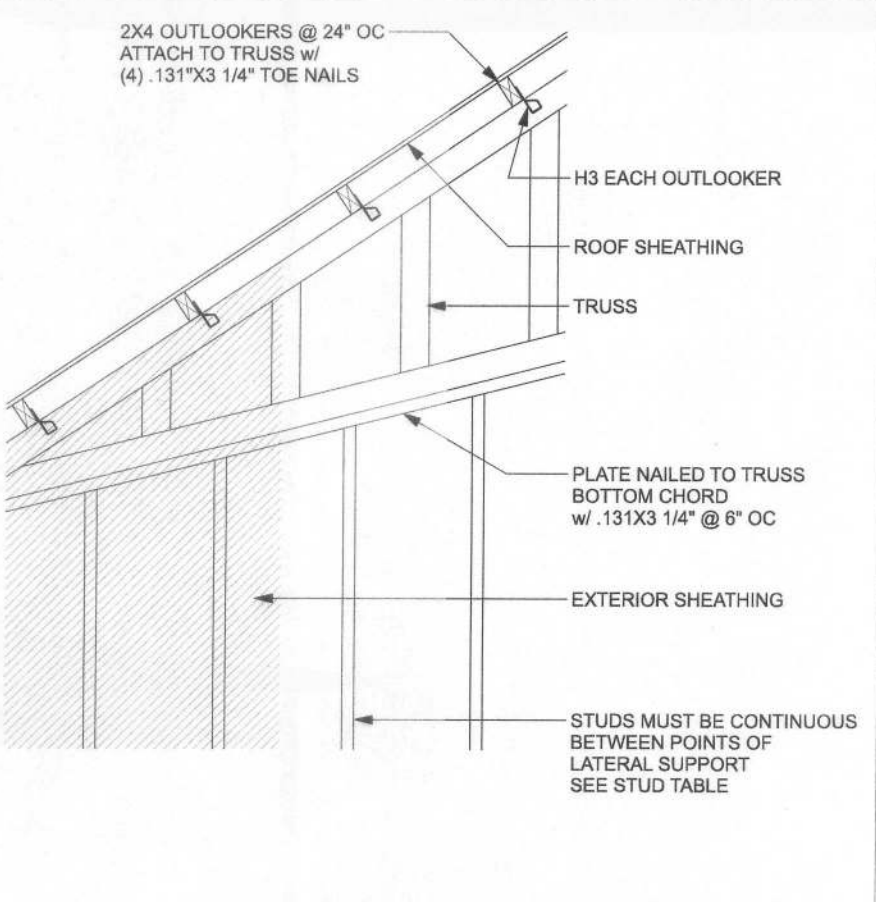 2X4 OUTLOOKERS @ 24" OC
ATTACH TO TRUSS w/
(4) .131"X3 1/4" TOE NAILS
H3 EACH OUTLOOKER
ROOF SHEATHING
TRUSS
PLATE NAILED TO TRUSS
BOTTOM CHORD
w/ .131X3 1/4" @ 6" OC
EXTERIOR SHEATHING
STUDS MUST BE CONTINUOUS
BETWEEN POINTS OF
LATERAL SUPPORT
SEE STUD TABLE